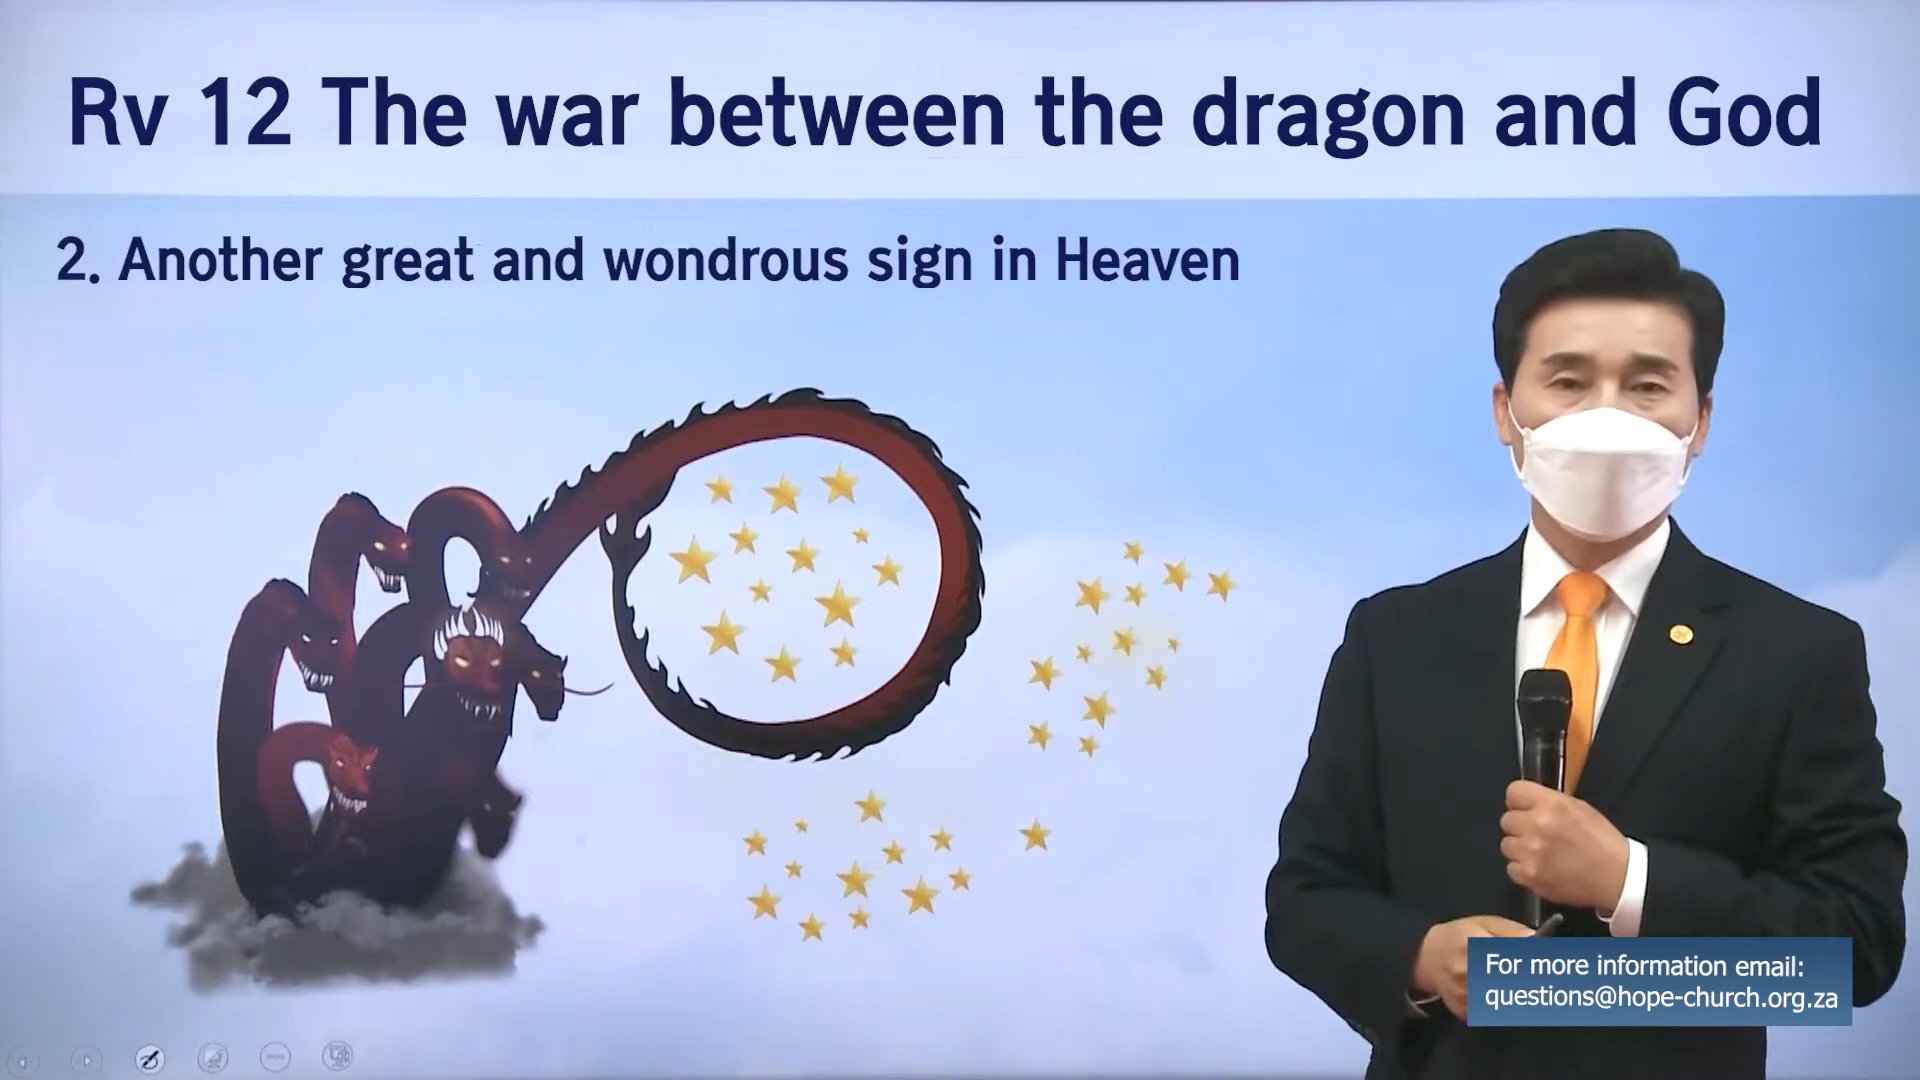 Rv 12 The war between the dragon and God
2. Another great and wondrous sign in Heaven
For more information email:
questions@hope-church.org.za